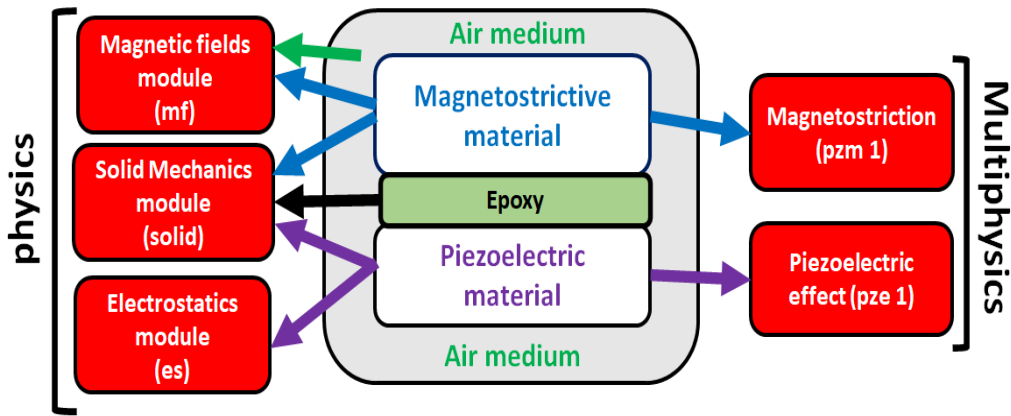 physics
Magnetic fields
module
(mf)
Solid Mechanics
module
(solid)
Electrostatics
module
(es)
Air medium
Magnetostrictive
material
Epoxy
Piezoelectric
material
Air medium
Magnetostriction
(pzm 1)
Piezoelectric
effect (pze 1)
Multiphysics